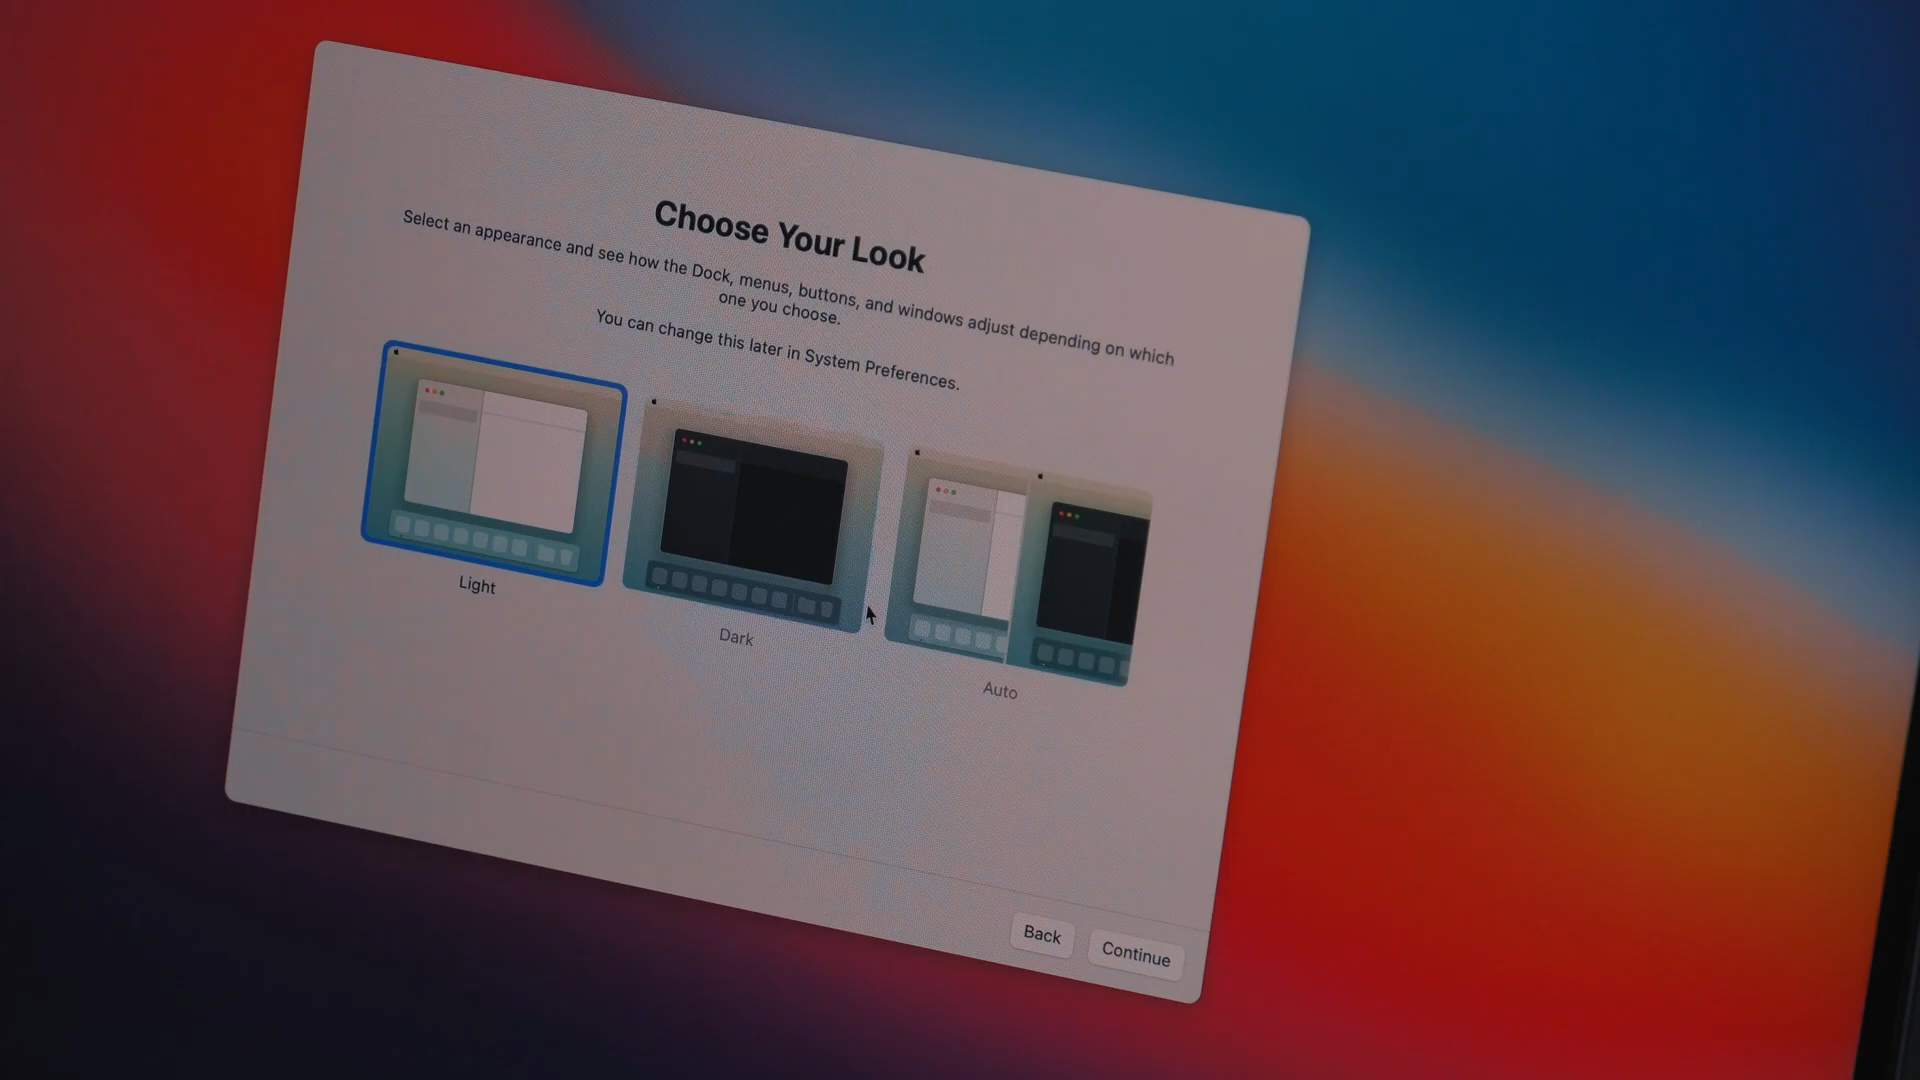 Choose Your Look
Select an appearance and see how the Dock, menus, buttons, and windows adjust depending on which
one you choose.
You can change this later in System Preferences.
Light
Dark
Auto
Back
Continue